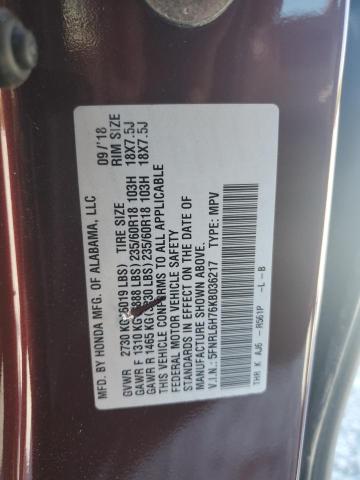 MFD. BY HONDA MFG. OF ALABAMA, LLC 09/'18
TIRE SIZE RIM SIZE
GVWR 2730 KG(6019 LBS)
GAWR F 1310 KG(2888 LBS)235/60R18 103H 18X7.5J
GAWR R 1465 KG(3230 LBS)235/60R18 103H 18X7.5J
THIS VEHICLE CONFORMS TO ALL APPLICABLE
FEDERAL MOTOR VEHICLE SAFETY
STANDARDS IN EFFECT ON THE DATE OF
MANUFACTURE SHOWN ABOVE.
V.I.N.: 5FNRL6H76KB036217 TYPE: MPV
THR K AJ6 -R561P -L -B